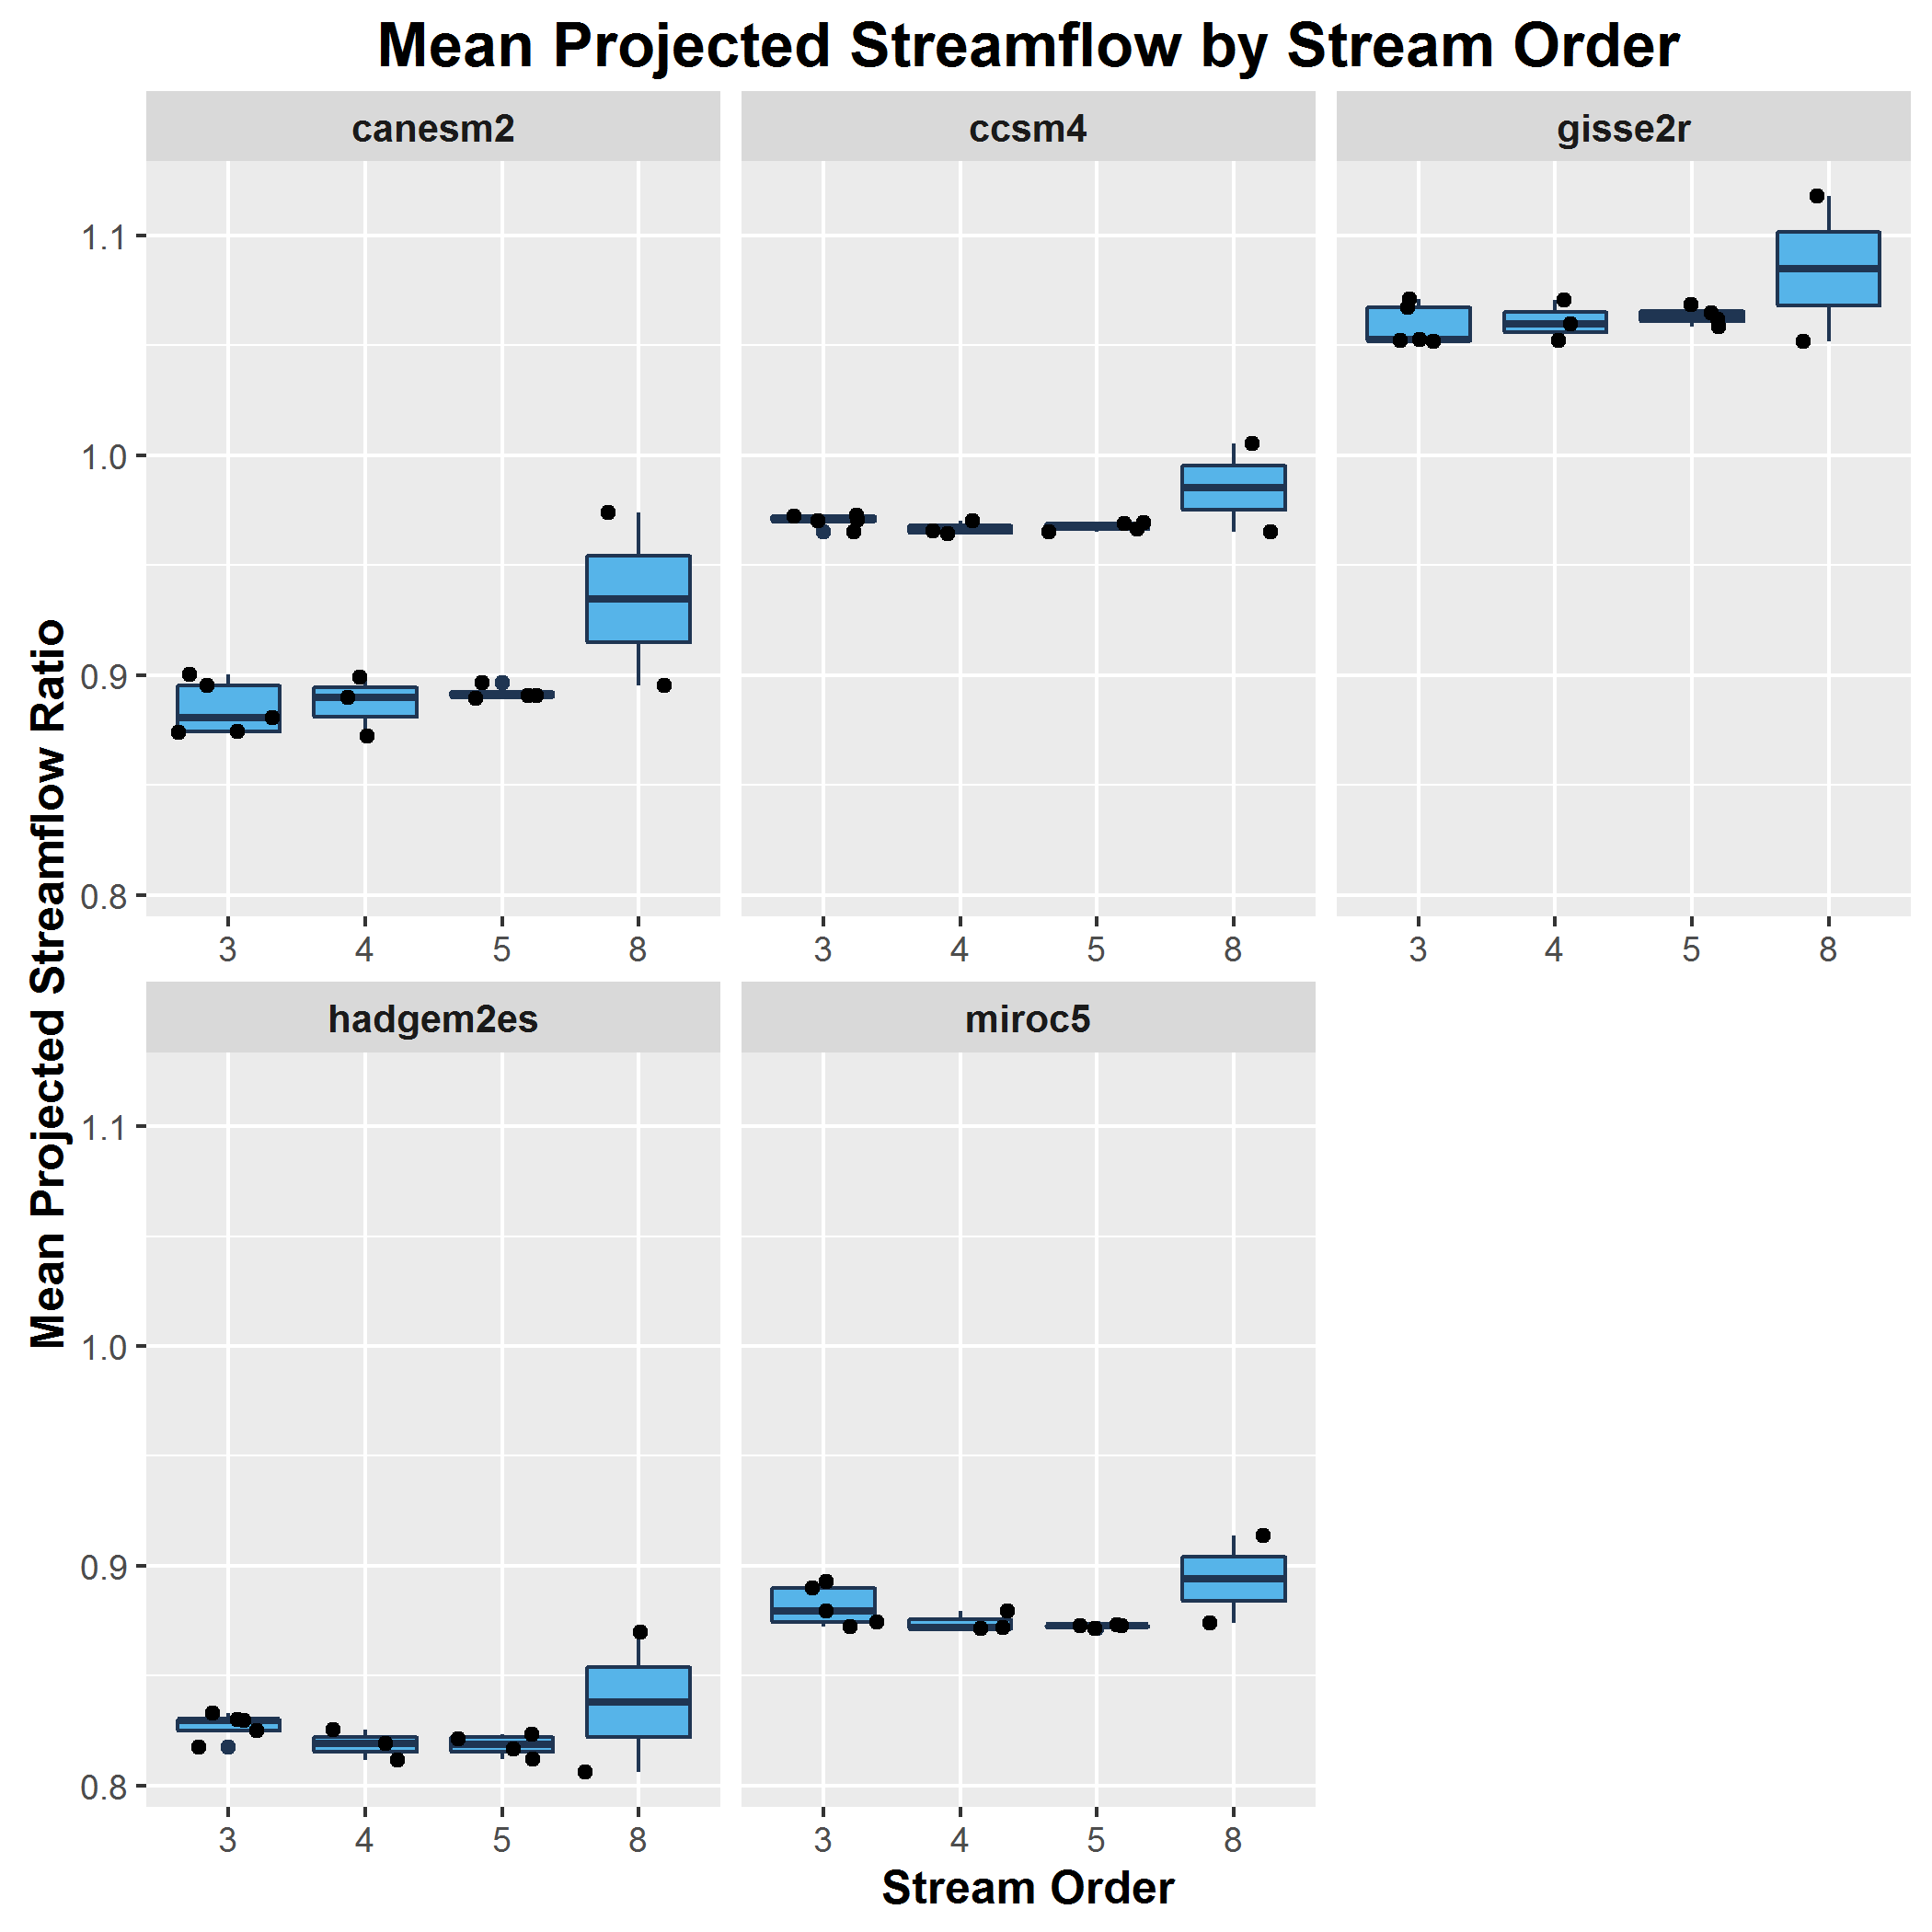 Mean Projected Streamflow by Stream Order
canesm2 ccsm4 gisse2r
1.1
1.0
0.9
0.8
3 4 5 8 3 4 5 8 3 4 5 8
Mean Projected Streamflow Ratio
hadgem2es miroc5
1.1
1.0
0.9
0.8
3 4 5 8 3 4 5 8
Stream Order